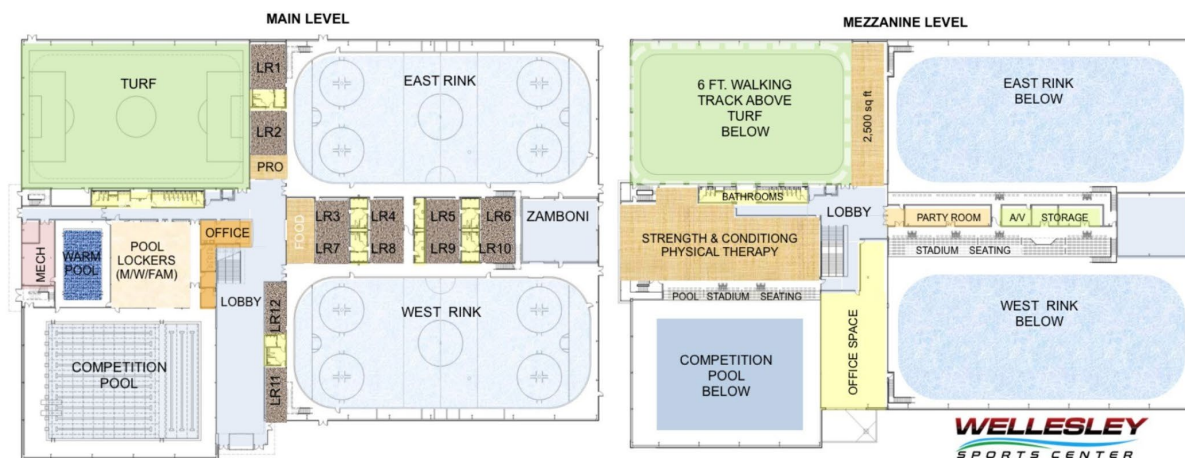 MAIN LEVEL
TURF
LR1
LR2
PRO
EAST RINK
FOOD
LR3
LR4
LR5
LR6
LR7
LR8
LR9
LR10
ZAMBONI
OFFICE
MECH
WARM
POOL
POOL
LOCKERS
(M/W/FAM)
LOBBY
LR12
LR11
WEST RINK
COMPETITION
POOL
MEZZANINE LEVEL
6 FT. WALKING
TRACK ABOVE
TURF
BELOW
2,500 sq ft
EAST RINK
BELOW
BATHROOMS
LOBBY
PARTY ROOM
A/V
STORAGE
STRENGTH & CONDITIONG
PHYSICAL THERAPY
STADIUM SEATING
POOL STADIUM SEATING
OFFICE SPACE
WEST RINK
BELOW
COMPETITION
POOL
BELOW
WELLESLEY
SPORTS CENTER